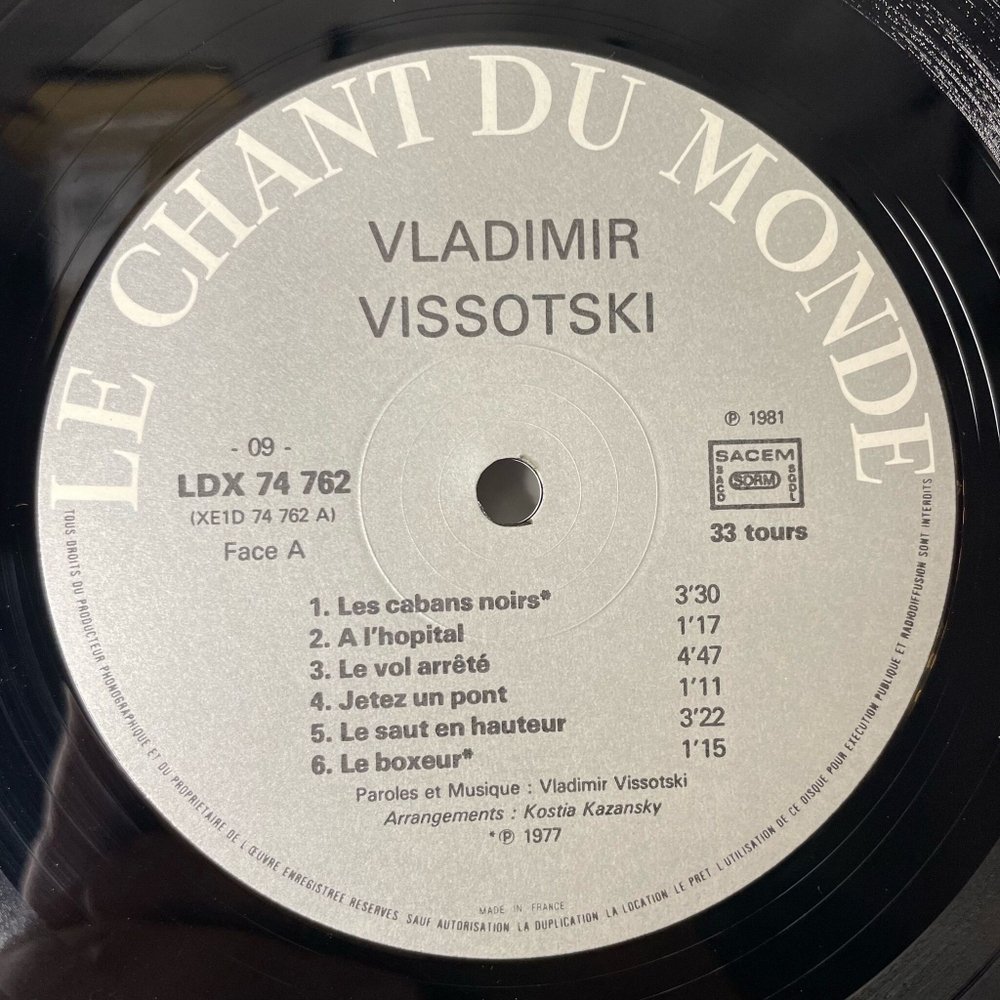 LE CHANT DU MONDE
VLADIMIR
VISSOTSKI
- 09 -
LDX 74 762
(XE1D 74 762 A)
Face A
℗ 1981
SACEM
SACD SDRM SGDL
33 tours
1. Les cabans noirs* 3'30
2. A l'hopital 1'17
3. Le vol arrêté 4'47
4. Jetez un pont 1'11
5. Le saut en hauteur 3'22
6. Le boxeur* 1'15
Paroles et Musique : Vladimir Vissotski
Arrangements : Kostia Kazansky
*℗ 1977
MADE IN FRANCE
TOUS DROITS DU PRODUCTEUR PHONOGRAPHIQUE ET DU PROPRIETAIRE DE L'ŒUVRE ENREGISTREE RESERVES. SAUF AUTORISATION LA DUPLICATION LA LOCATION LE PRET L'UTILISATION DE CE DISQUE POUR EXECUTION PUBLIQUE ET RADIODIFFUSION SONT INTERDITS